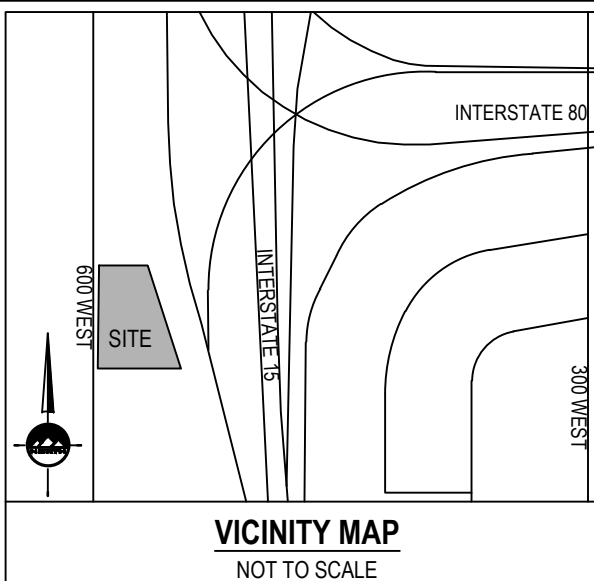 INTERSTATE 80
600 WEST
INTERSTATE 15
SITE
300 WEST
VICINITY MAP
NOT TO SCALE